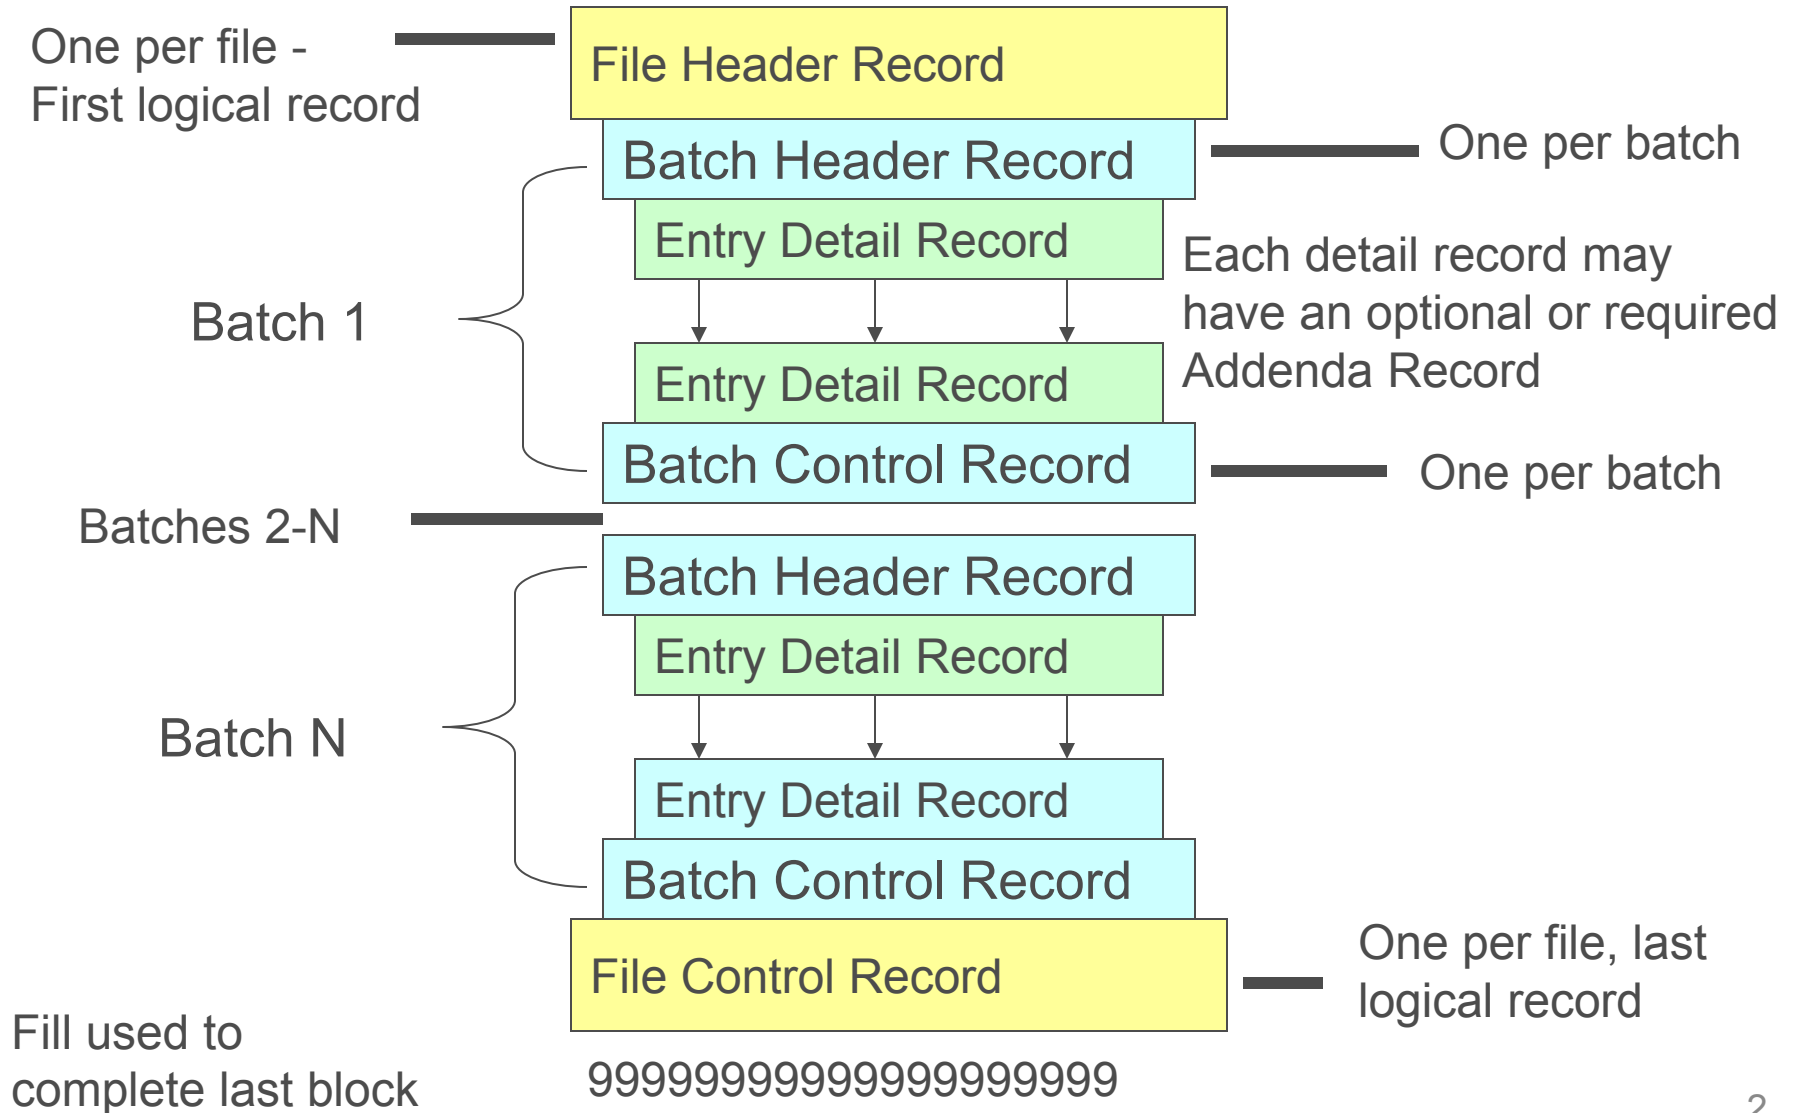 One per file -
First logical record
File Header Record
Batch Header Record
One per batch
Entry Detail Record
Each detail record may
have an optional or required
Addenda Record
Batch 1
Entry Detail Record
Batch Control Record
One per batch
Batches 2-N
Batch Header Record
Entry Detail Record
Batch N
Entry Detail Record
Batch Control Record
File Control Record
One per file, last
logical record
Fill used to
complete last block
99999999999999999999
2